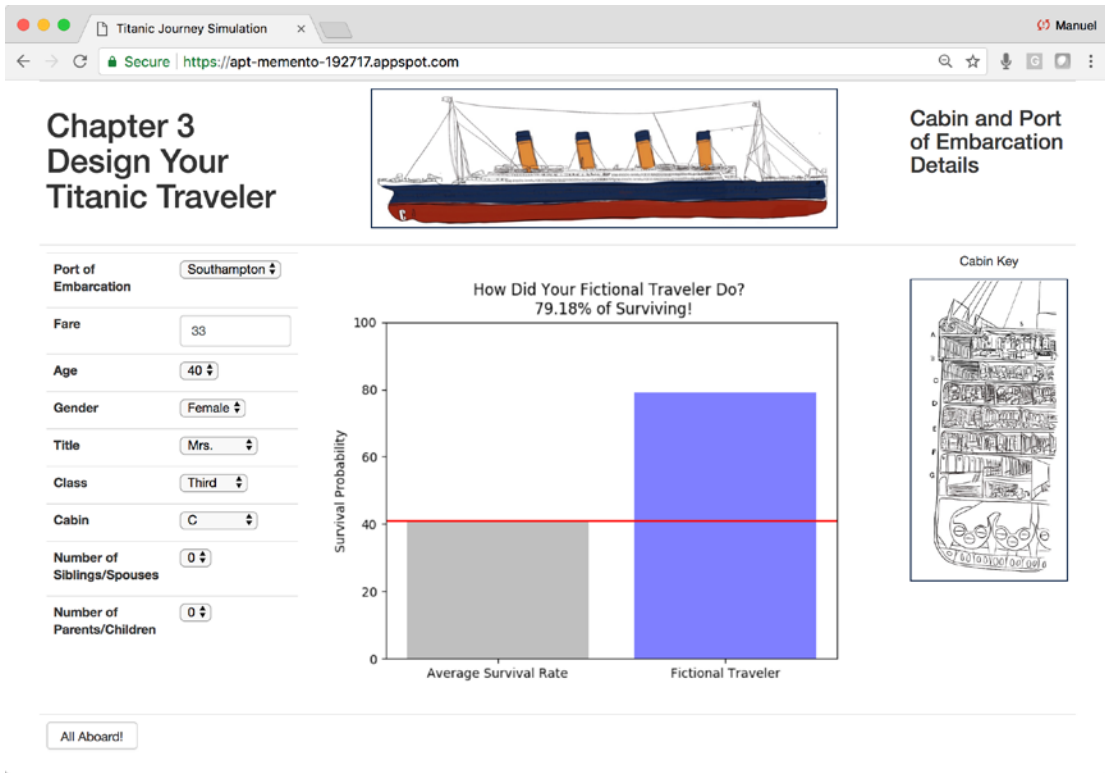 Titanic Journey Simulation
Manuel
Secure | https://apt-memento-192717.appspot.com
Chapter 3
Design Your
Titanic Traveler
Cabin and Port
of Embarcation
Details
Port of
Embarcation
Southampton
Fare
33
Age
40
Gender
Female
Title
Mrs.
Class
Third
Cabin
C
Number of
Siblings/Spouses
0
Number of
Parents/Children
0
How Did Your Fictional Traveler Do?
79.18% of Surviving!
100
80
60
40
20
0
Survival Probability
Average Survival Rate
Fictional Traveler
Cabin Key
A
B
C
D
E
F
G
All Aboard!